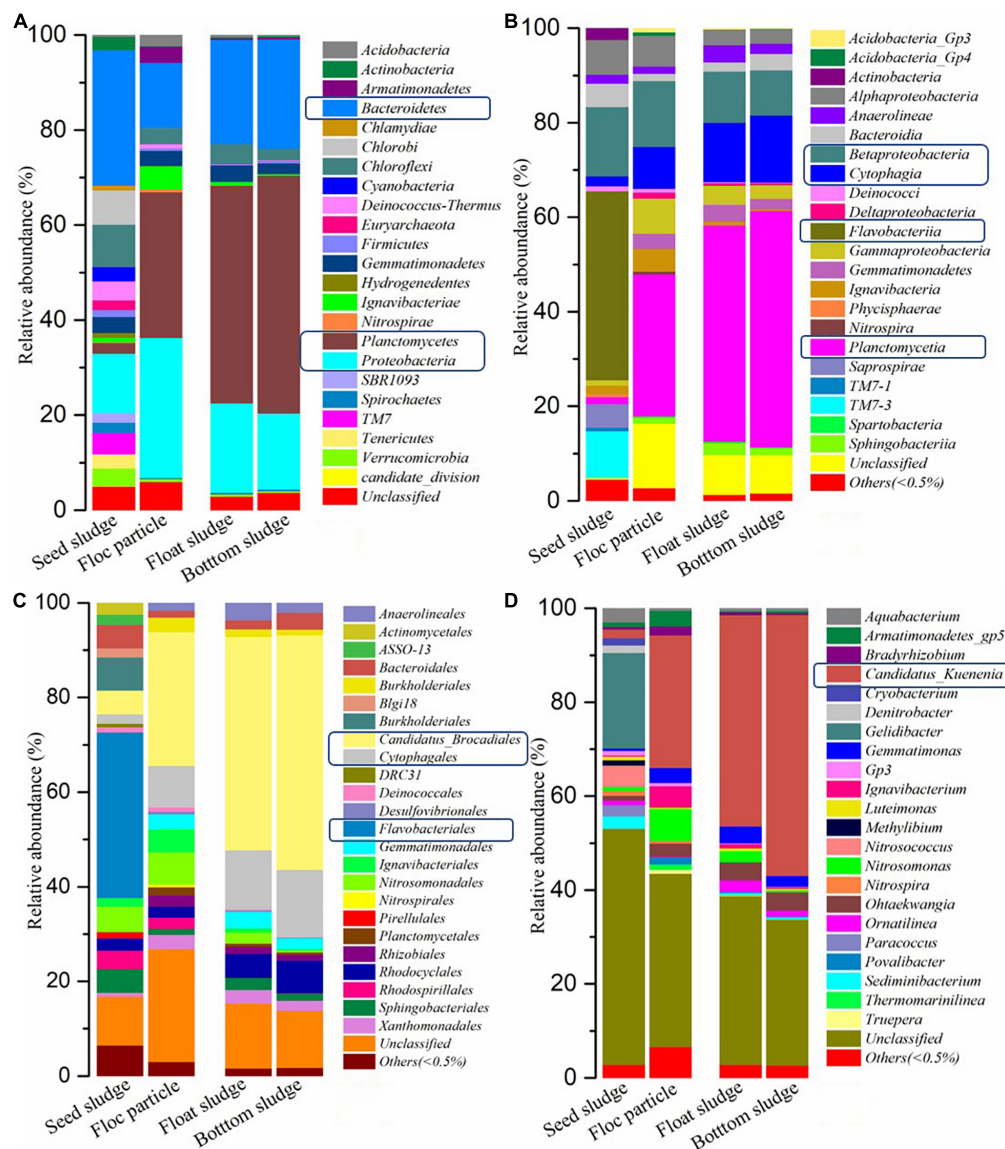 A
Relative aboundance (%)
100
80
60
40
20
0
Seed sludge
Floc particle
Float sludge
Botttom sludge
Acidobacteria
Actinobacteria
Armatimonadetes
Bacteroidetes
Chlamydiae
Chlorobi
Chloroflexi
Cyanobacteria
Deinococcus-Thermus
Euryarchaeota
Firmicutes
Gemmatimonadetes
Hydrogenedentes
Ignavibacteriae
Nitrospirae
Planctomycetes
Proteobacteria
SBR1093
Spirochaetes
TM7
Tenericutes
Verrucomicrobia
candidate_division
Unclassified
B
Relative aboundance (%)
100
80
60
40
20
0
Seed sludge
Floc particle
Float sludge
Botttom sludge
Acidobacteria_Gp3
Acidobacteria_Gp4
Actinobacteria
Alphaproteobacteria
Anaerolineae
Bacteroidia
Betaproteobacteria
Cytophagia
Deinococci
Deltaproteobacteria
Flavobacteriia
Gammaproteobacteria
Gemmatimonadetes
Ignavibacteria
Phycisphaerae
Nitrospira
Planctomycetia
Saprospirae
TM7-1
TM7-3
Spartobacteria
Sphingobacteriia
Unclassified
Others(<0.5%)
C
Relative aboundance (%)
100
80
60
40
20
0
Seed sludge
Floc particle
Float sludge
Botttom sludge
Anaerolineales
Actinomycetales
ASSO-13
Bacteroidales
Burkholderiales
Blgi18
Burkholderiales
Candidatus_Brocadiales
Cytophagales
DRC31
Deinococcales
Desulfovibrionales
Flavobacteriales
Gemmatimonadales
Ignavibacteriales
Nitrosomonadales
Nitrospirales
Pirellulales
Planctomycetales
Rhizobiales
Rhodocyclales
Rhodospirillales
Sphingobacteriales
Xanthomonadales
Unclassified
Others(<0.5%)
D
Relative aboundance (%)
100
80
60
40
20
0
Seed sludge
Floc particle
Float sludge
Botttom sludge
Aquabacterium
Armatimonadetes_gp5
Bradyrhizobium
Candidatus_Kuenenia
Cryobacterium
Denitrobacter
Gelidibacter
Gemmatimonas
Gp3
Ignavibacterium
Luteimonas
Methylibium
Nitrosococcus
Nitrosomonas
Nitrospira
Ohtaekwangia
Ornatilinea
Paracoccus
Povalibacter
Sediminibacterium
Thermomarinilinea
Truepera
Unclassified
Others(<0.5%)